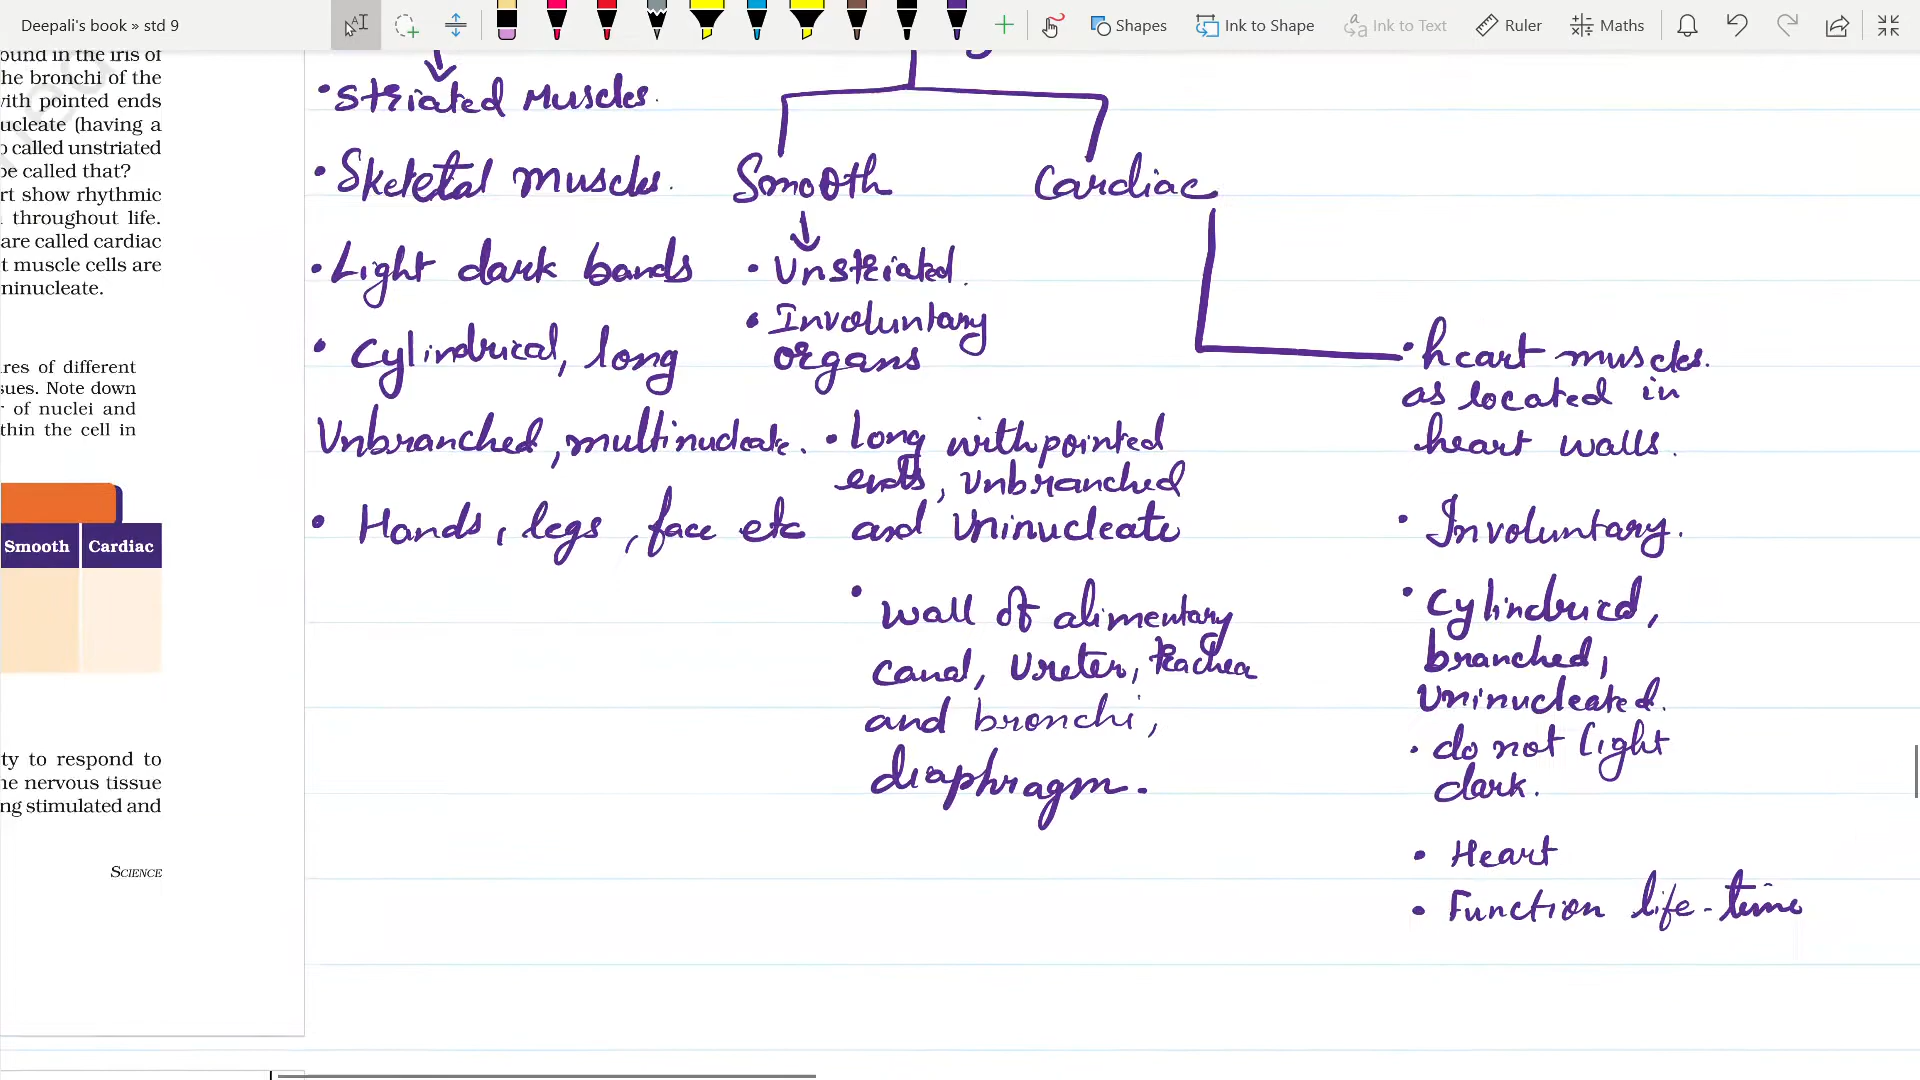 Deepali's book » std 9
Shapes
Ink to Shape
Ink to Text
Ruler
Maths
ound in the iris of
he bronchi of the
with pointed ends
ucleate (having a
o called unstriated
be called that?
rt show rhythmic
throughout life.
are called cardiac
t muscle cells are
ninucleate.
res of different
sues. Note down
r of nuclei and
thin the cell in
Smooth Cardiac
ty to respond to
ne nervous tissue
ng stimulated and
SCIENCE
• Striated Muscles.
• Skeletal muscles.
• Light dark bands
• Cylindrical, long
Unbranched, multinucleate.
• Hands, legs, face etc
Smooth
• Unstriated.
• Involuntary
organs
• long with pointed
ends, Unbranched
and Uninucleate
• wall of alimentary
canal, Ureter, trachea
and bronchi,
diaphragm.
Cardiac
• heart muscles.
as located in
heart walls.
• Involuntary.
• Cylindrical,
branched,
Uninucleated.
• do not light
dark.
• Heart
• Function life-time